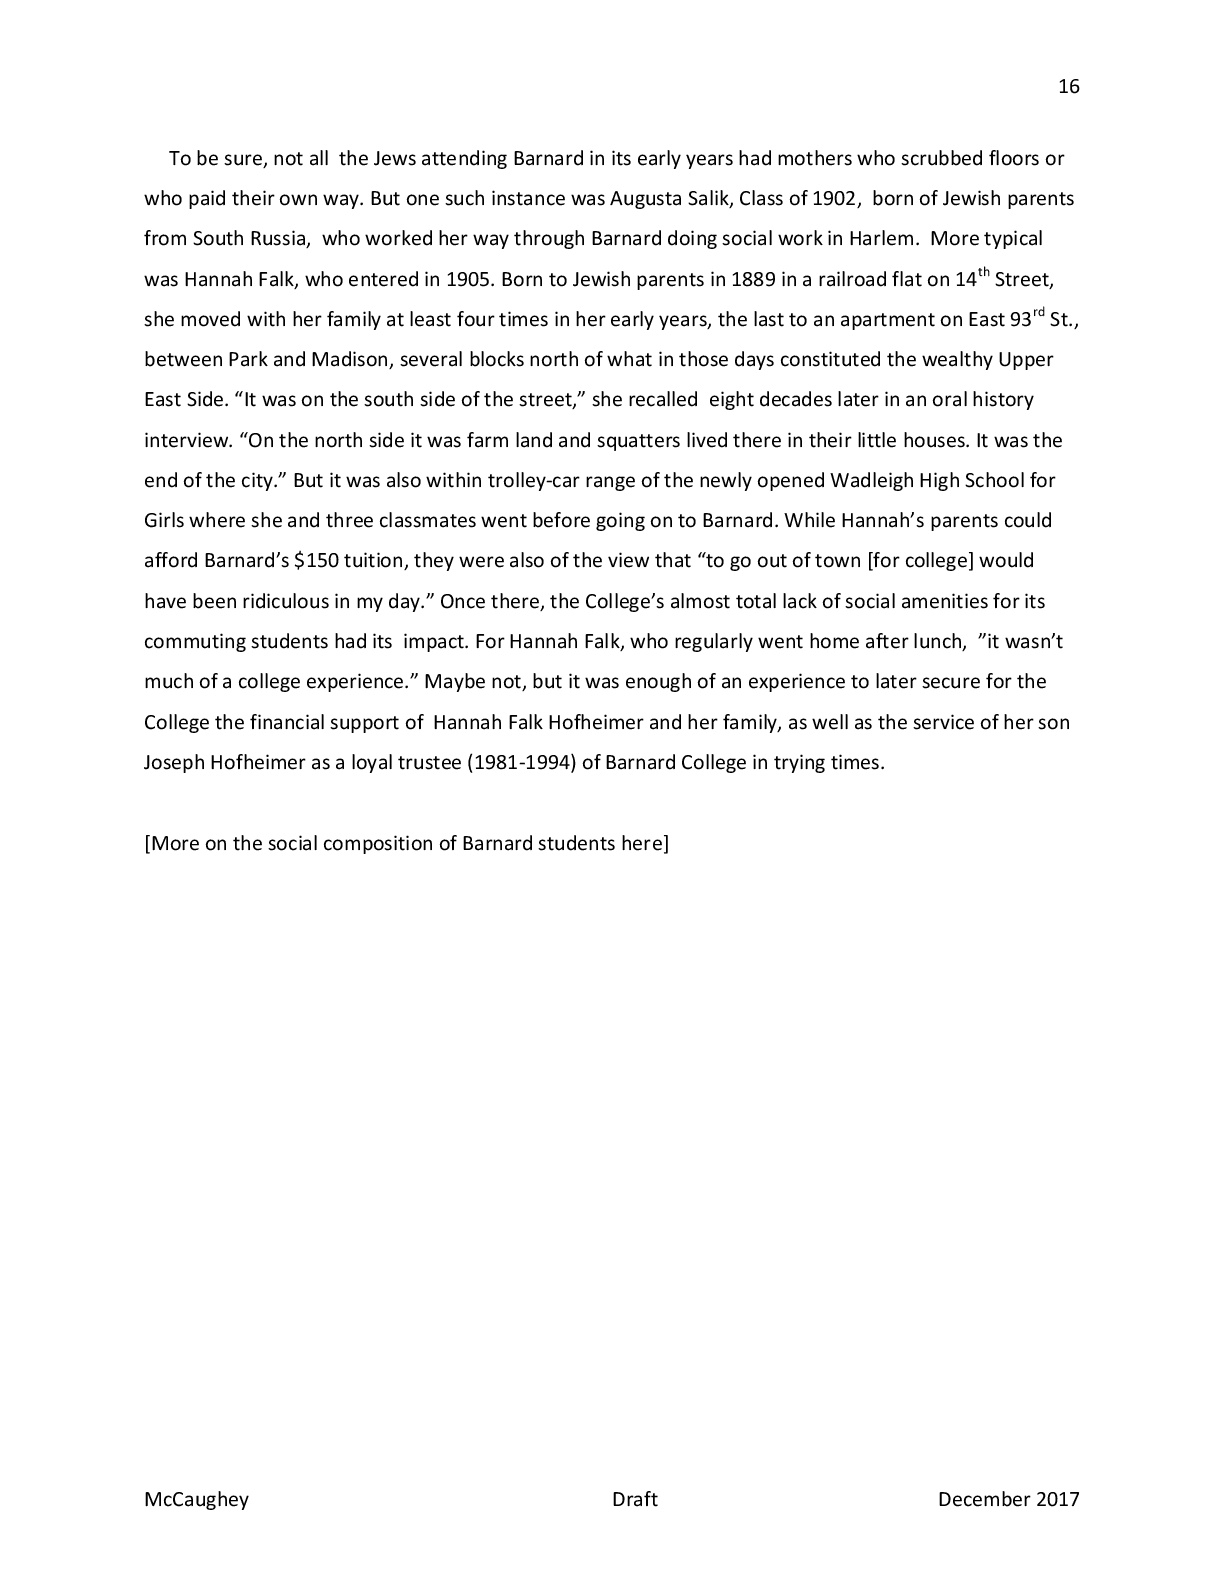 16
To be sure, not all  the Jews attending Barnard in its early years had mothers who scrubbed floors or
who paid their own way. But one such instance was Augusta Salik, Class of 1902,  born of Jewish parents
from South Russia,  who worked her way through Barnard doing social work in Harlem.  More typical
was Hannah Falk, who entered in 1905. Born to Jewish parents in 1889 in a railroad flat on 14th Street,
she moved with her family at least four times in her early years, the last to an apartment on East 93rd St.,
between Park and Madison, several blocks north of what in those days constituted the wealthy Upper
East Side. “It was on the south side of the street,” she recalled  eight decades later in an oral history
interview. “On the north side it was farm land and squatters lived there in their little houses. It was the
end of the city.” But it was also within trolley-car range of the newly opened Wadleigh High School for
Girls where she and three classmates went before going on to Barnard. While Hannah’s parents could
afford Barnard’s $150 tuition, they were also of the view that “to go out of town [for college] would
have been ridiculous in my day.” Once there, the College’s almost total lack of social amenities for its
commuting students had its  impact. For Hannah Falk, who regularly went home after lunch,  ”it wasn’t
much of a college experience.” Maybe not, but it was enough of an experience to later secure for the
College the financial support of  Hannah Falk Hofheimer and her family, as well as the service of her son
Joseph Hofheimer as a loyal trustee (1981-1994) of Barnard College in trying times.
[More on the social composition of Barnard students here]
McCaughey Draft December 2017